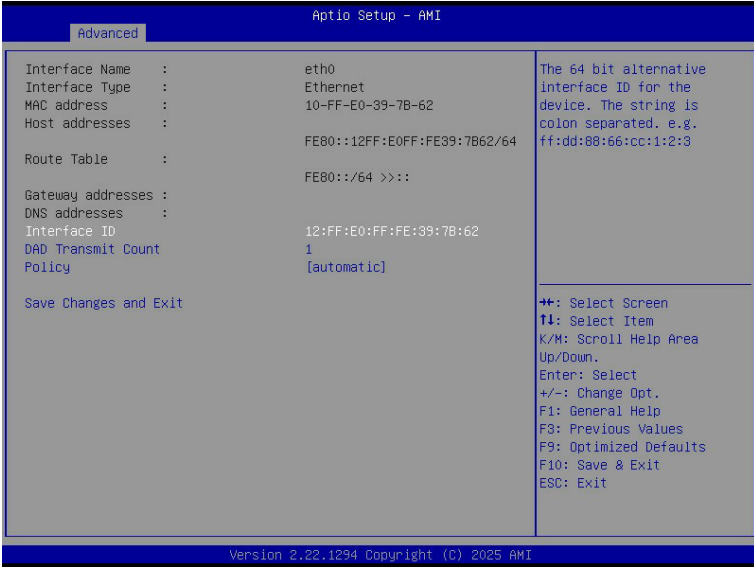 Aptio Setup – AMI
Advanced
Interface Name :	eth0
Interface Type :	Ethernet
MAC address :	10-FF-E0-39-7B-62
Host addresses :
FE80::12FF:E0FF:FE39:7B62/64
Route Table :
FE80::/64 >>::
Gateway addresses :
DNS addresses :
Interface ID	12:FF:E0:FF:FE:39:7B:62
DAD Transmit Count	1
Policy	[automatic]
Save Changes and Exit
The 64 bit alternative
interface ID for the
device. The string is
colon separated. e.g.
ff:dd:88:66:cc:1:2:3
→←: Select Screen
↑↓: Select Item
K/M: Scroll Help Area
Up/Down.
Enter: Select
+/-: Change Opt.
F1: General Help
F3: Previous Values
F9: Optimized Defaults
F10: Save & Exit
ESC: Exit
Version 2.22.1294 Copyright (C) 2025 AMI